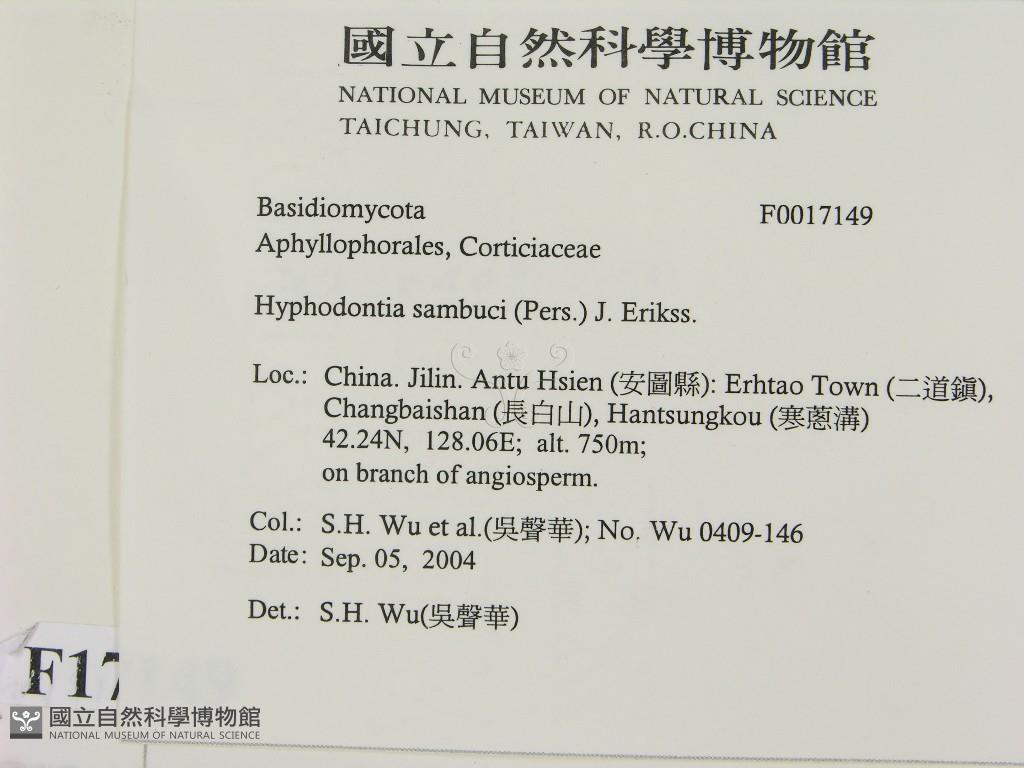 國立自然科學博物館
NATIONAL MUSEUM OF NATURAL SCIENCE
TAICHUNG, TAIWAN, R.O.CHINA
Basidiomycota F0017149
Aphyllophorales, Corticiaceae
Hyphodontia sambuci (Pers.) J. Erikss.
Loc.: China. Jilin. Antu Hsien (安圖縣): Erhtao Town (二道鎭),
Changbaishan (長白山), Hantsungkou (寒蔥溝)
42.24N, 128.06E; alt. 750m;
on branch of angiosperm.
Col.: S.H. Wu et al.(吳聲華); No. Wu 0409-146
Date: Sep. 05, 2004
Det.: S.H. Wu(吳聲華)
F17
國立自然科學博物館
NATIONAL MUSEUM OF NATURAL SCIENCE